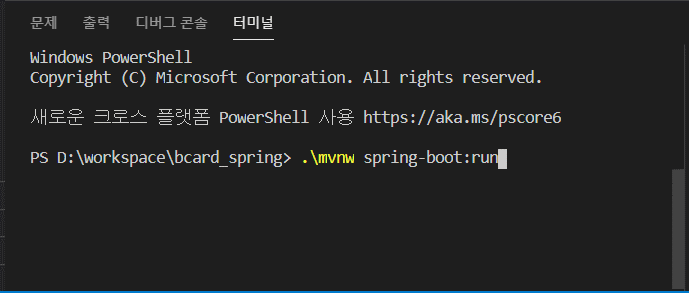 문제 출력 디버그 콘솔 터미널
Windows PowerShell
Copyright (C) Microsoft Corporation. All rights reserved.
새로운 크로스 플랫폼 PowerShell 사용 https://aka.ms/pscore6
PS D:\workspace\bcard_spring> .\mvnw spring-boot:run